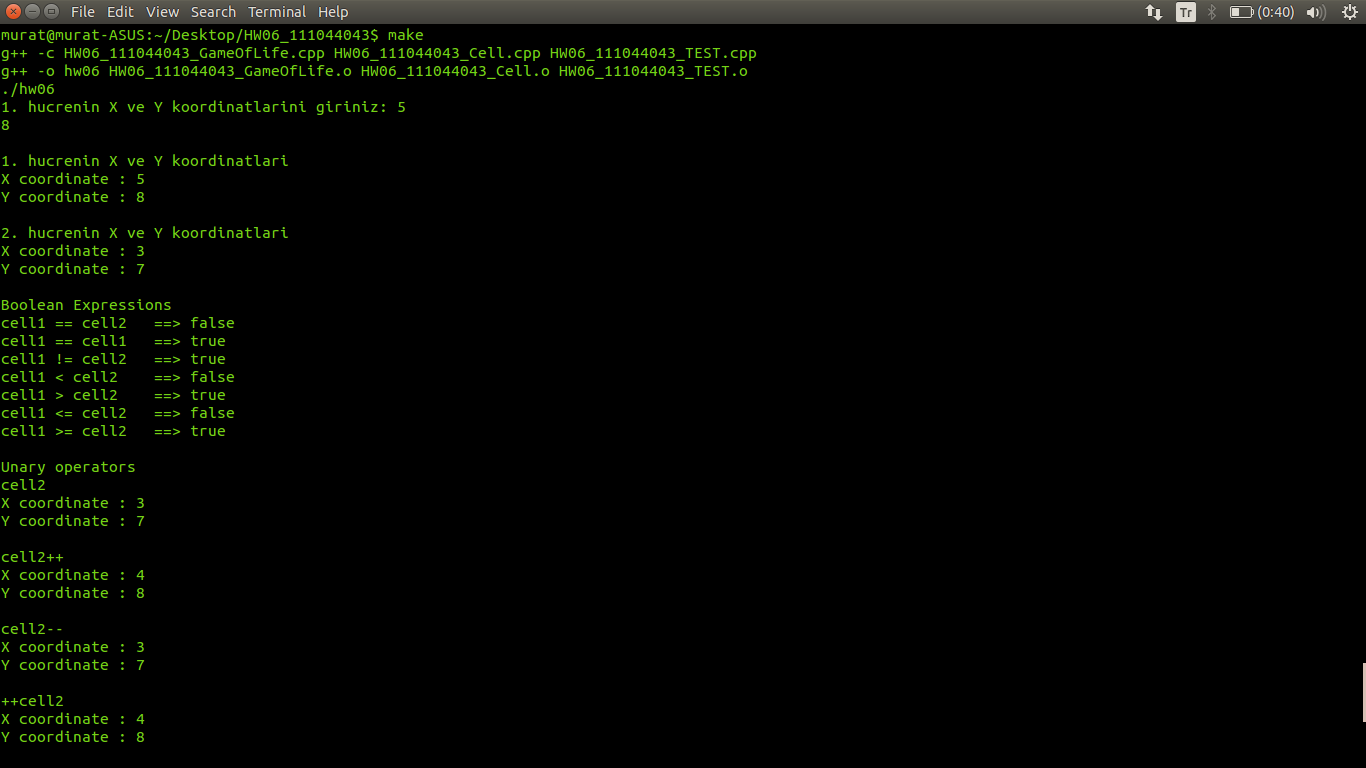 File Edit View Search Terminal Help Tr (0:40)
murat@murat-ASUS:~/Desktop/HW06_111044043$ make
g++ -c HW06_111044043_GameOfLife.cpp HW06_111044043_Cell.cpp HW06_111044043_TEST.cpp
g++ -o hw06 HW06_111044043_GameOfLife.o HW06_111044043_Cell.o HW06_111044043_TEST.o
./hw06
1. hucrenin X ve Y koordinatlarini giriniz: 5
8
1. hucrenin X ve Y koordinatlari
X coordinate : 5
Y coordinate : 8
2. hucrenin X ve Y koordinatlari
X coordinate : 3
Y coordinate : 7
Boolean Expressions
cell1 == cell2   ==> false
cell1 == cell1   ==> true
cell1 != cell2   ==> true
cell1 < cell2    ==> false
cell1 > cell2    ==> true
cell1 <= cell2   ==> false
cell1 >= cell2   ==> true
Unary operators
cell2
X coordinate : 3
Y coordinate : 7
cell2++
X coordinate : 4
Y coordinate : 8
cell2--
X coordinate : 3
Y coordinate : 7
++cell2
X coordinate : 4
Y coordinate : 8